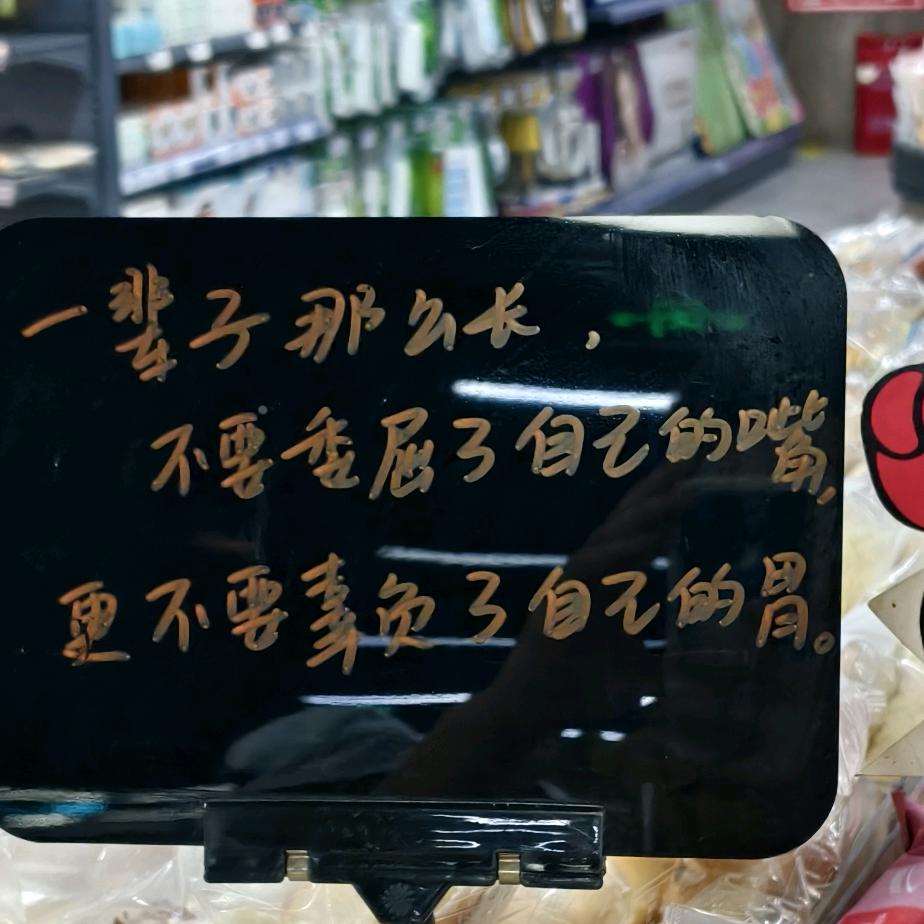 一辈子那么长，
不要委屈了自己的嘴，
更不要辜负了自己的胃。